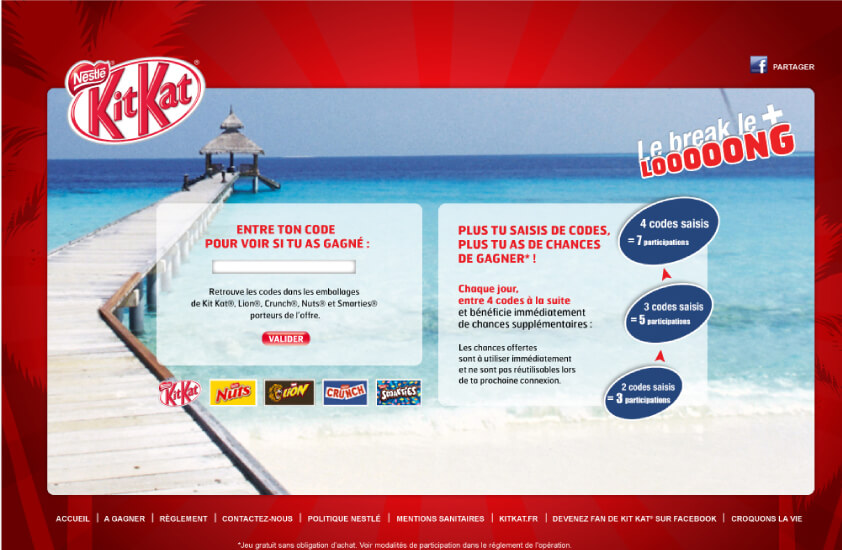 PARTAGER
Nestlé
KitKat®
Le break le +
LOOOOONG
ENTRE TON CODE
POUR VOIR SI TU AS GAGNÉ :
Retrouve les codes dans les emballages
de Kit Kat®, Lion®, Crunch®, Nuts® et Smarties®
porteurs de l'offre.
VALIDER
KitKat
NUTS
LION
CRUNCH
SMARTIES
PLUS TU SAISIS DE CODES,
PLUS TU AS DE CHANCES
DE GAGNER* !
Chaque jour,
entre 4 codes à la suite
et bénéficie immédiatement
de chances supplémentaires :
Les chances offertes
sont à utiliser immédiatement
et ne sont pas réutilisables lors
de ta prochaine connexion.
4 codes saisis
= 7 participations
3 codes saisis
= 5 participations
2 codes saisis
= 3 participations
ACCUEIL | A GAGNER | RÈGLEMENT | CONTACTEZ-NOUS | POLITIQUE NESTLÉ | MENTIONS SANITAIRES | KITKAT.FR | DEVENEZ FAN DE KIT KAT® SUR FACEBOOK | CROQUONS LA VIE
*Jeu gratuit sans obligation d'achat. Voir modalités de participation dans le réglement de l'opération.